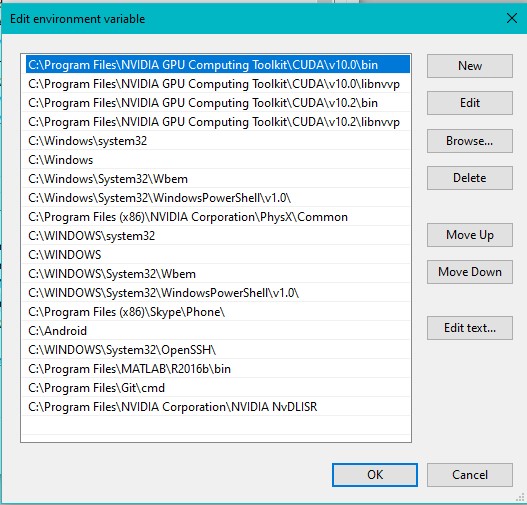 Edit environment variable
C:\Program Files\NVIDIA GPU Computing Toolkit\CUDA\v10.0\bin
C:\Program Files\NVIDIA GPU Computing Toolkit\CUDA\v10.0\libnvvp
C:\Program Files\NVIDIA GPU Computing Toolkit\CUDA\v10.2\bin
C:\Program Files\NVIDIA GPU Computing Toolkit\CUDA\v10.2\libnvvp
C:\Windows\system32
C:\Windows
C:\Windows\System32\Wbem
C:\Windows\System32\WindowsPowerShell\v1.0\
C:\Program Files (x86)\NVIDIA Corporation\PhysX\Common
C:\WINDOWS\system32
C:\WINDOWS
C:\WINDOWS\System32\Wbem
C:\WINDOWS\System32\WindowsPowerShell\v1.0\
C:\Program Files (x86)\Skype\Phone\
C:\Android
C:\WINDOWS\System32\OpenSSH\
C:\Program Files\MATLAB\R2016b\bin
C:\Program Files\Git\cmd
C:\Program Files\NVIDIA Corporation\NVIDIA NvDLISR
New
Edit
Browse...
Delete
Move Up
Move Down
Edit text...
OK
Cancel